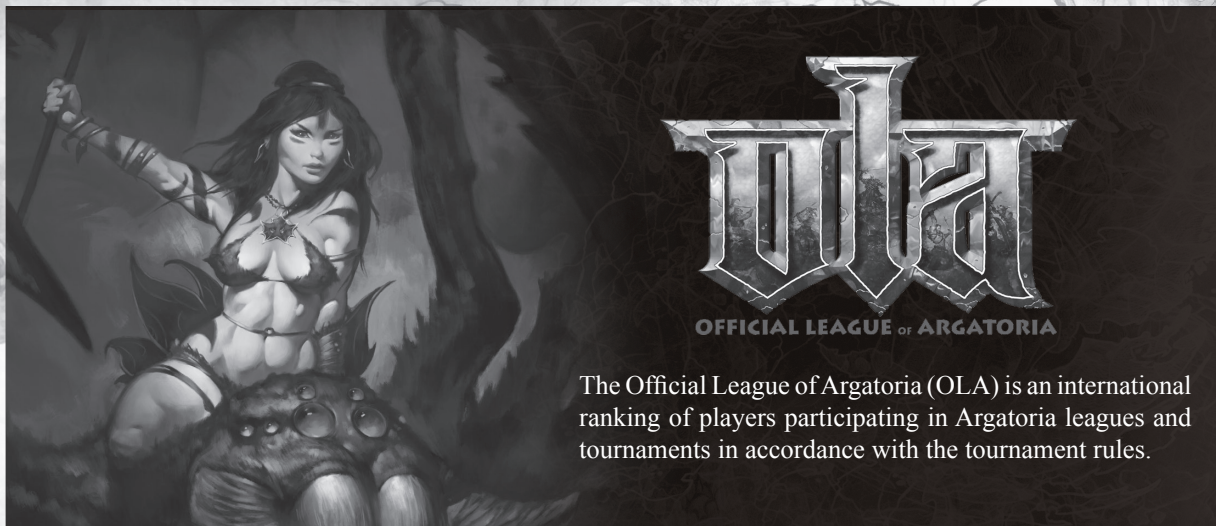 ola
OFFICIAL LEAGUE OF ARGATORIA
The Official League of Argatoria (OLA) is an international
ranking of players participating in Argatoria leagues and
tournaments in accordance with the tournament rules.